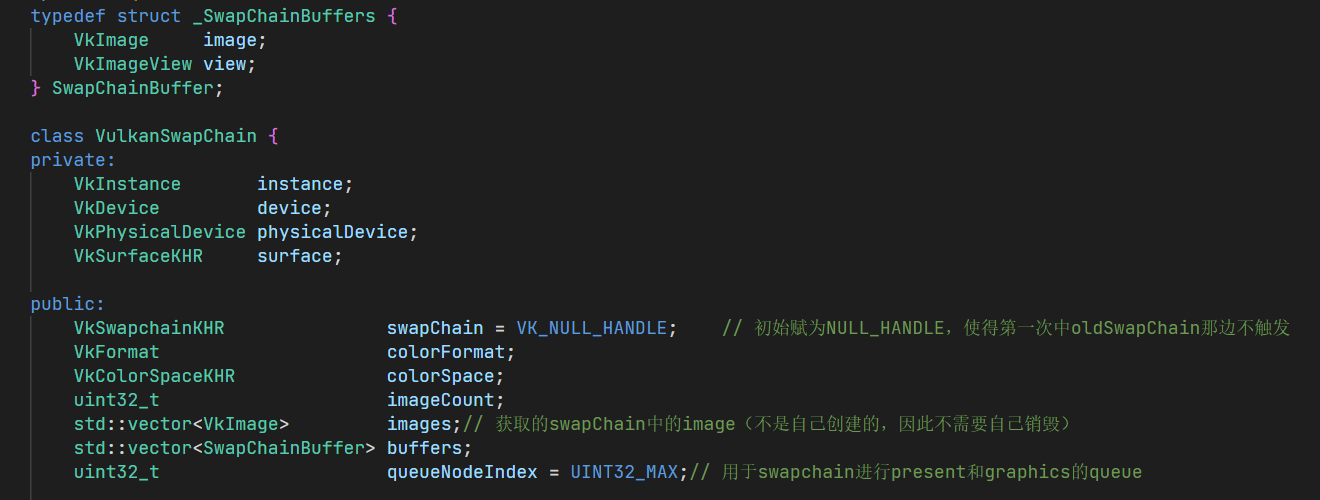 typedef struct _SwapChainBuffers {
    VkImage     image;
    VkImageView view;
} SwapChainBuffer;

class VulkanSwapChain {
private:
    VkInstance       instance;
    VkDevice         device;
    VkPhysicalDevice physicalDevice;
    VkSurfaceKHR     surface;

public:
    VkSwapchainKHR               swapChain = VK_NULL_HANDLE;    // 初始赋为NULL_HANDLE，使得第一次中oldSwapChain那边不触发
    VkFormat                     colorFormat;
    VkColorSpaceKHR              colorSpace;
    uint32_t                     imageCount;
    std::vector<VkImage>         images;// 获取的swapChain中的image（不是自己创建的，因此不需要自己销毁）
    std::vector<SwapChainBuffer> buffers;
    uint32_t                     queueNodeIndex = UINT32_MAX;// 用于swapchain进行present和graphics的queue